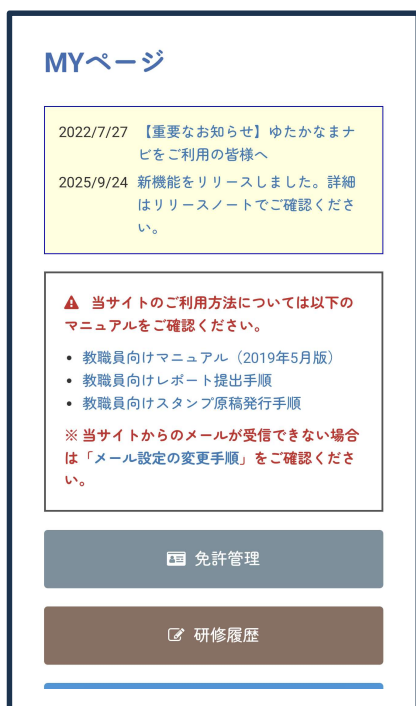 MYページ
2022/7/27 【重要なお知らせ】ゆたかなまナ
ビをご利用の皆様へ
2025/9/24 新機能をリリースしました。詳細
はリリースノートでご確認くださ
い。
当サイトのご利用方法については以下の
マニュアルをご確認ください。
• 教職員向けマニュアル（2019年5月版）
• 教職員向けレポート提出手順
• 教職員向けスタンプ原稿発行手順
※ 当サイトからのメールが受信できない場合
は「メール設定の変更手順」をご確認くださ
い。
免許管理
研修履歴